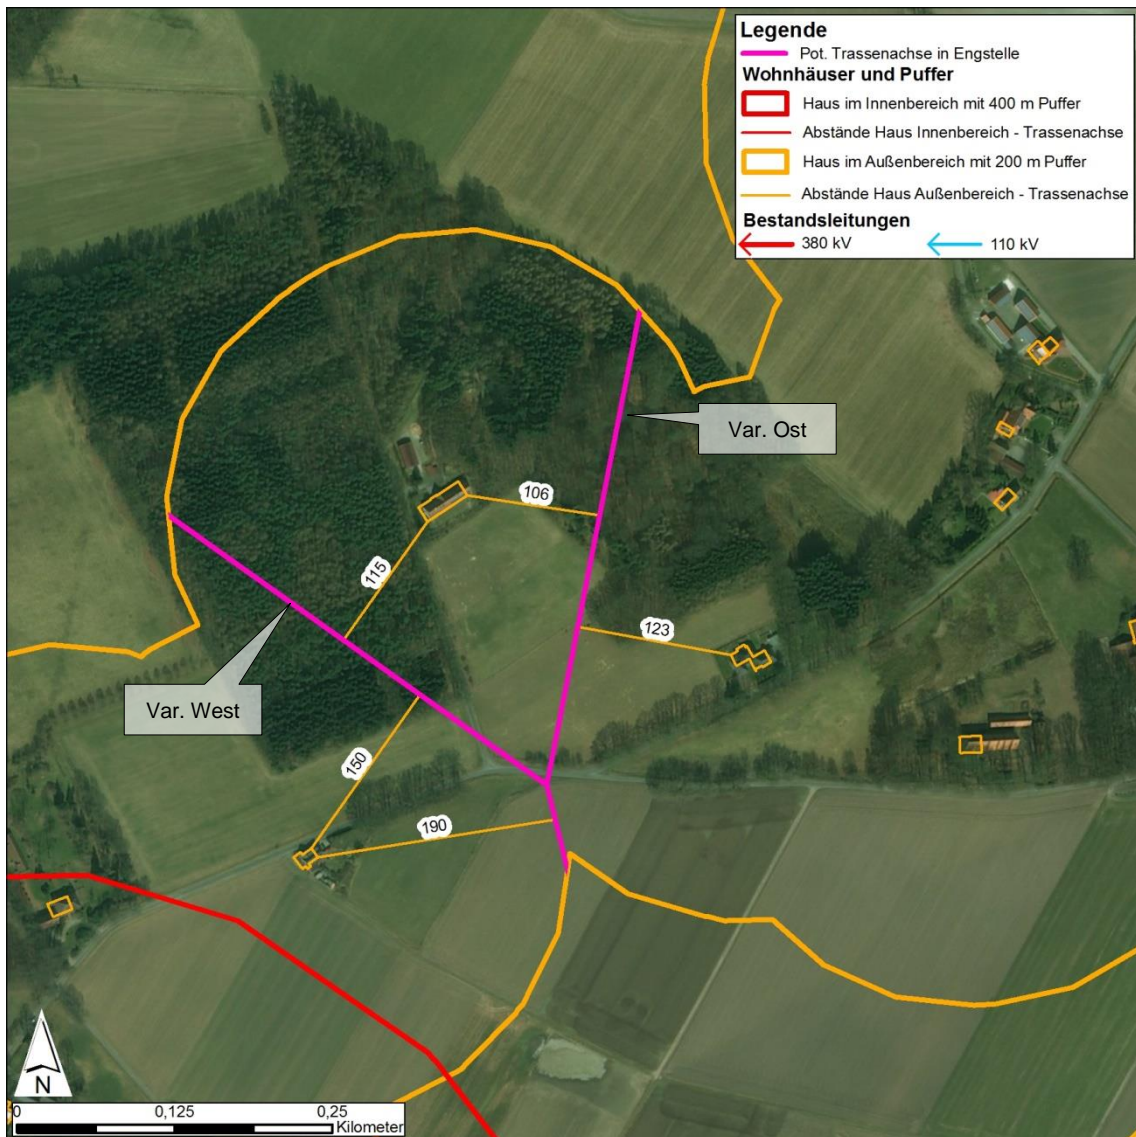 Legende
Pot. Trassenachse in Engstelle
Wohnhäuser und Puffer
Haus im Innenbereich mit 400 m Puffer
Abstände Haus Innenbereich - Trassenachse
Haus im Außenbereich mit 200 m Puffer
Abstände Haus Außenbereich - Trassenachse
Bestandsleitungen
380 kV 110 kV
Var. Ost
106
115
123
Var. West
150
190
N
0 0,125 0,25
Kilometer